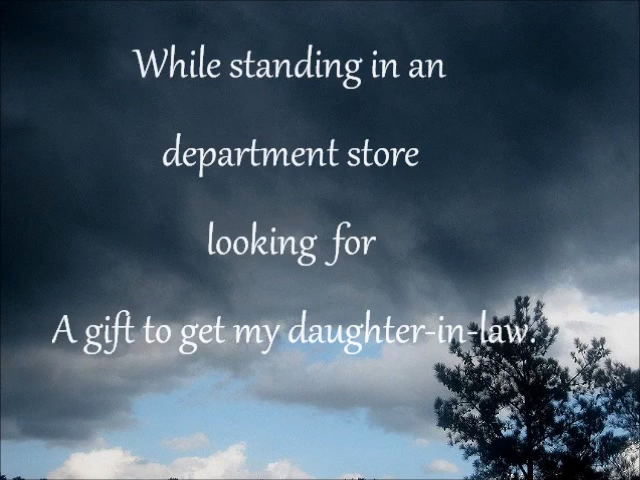 While standing in an
department store
looking for
A gift to get my daughter-in-law.